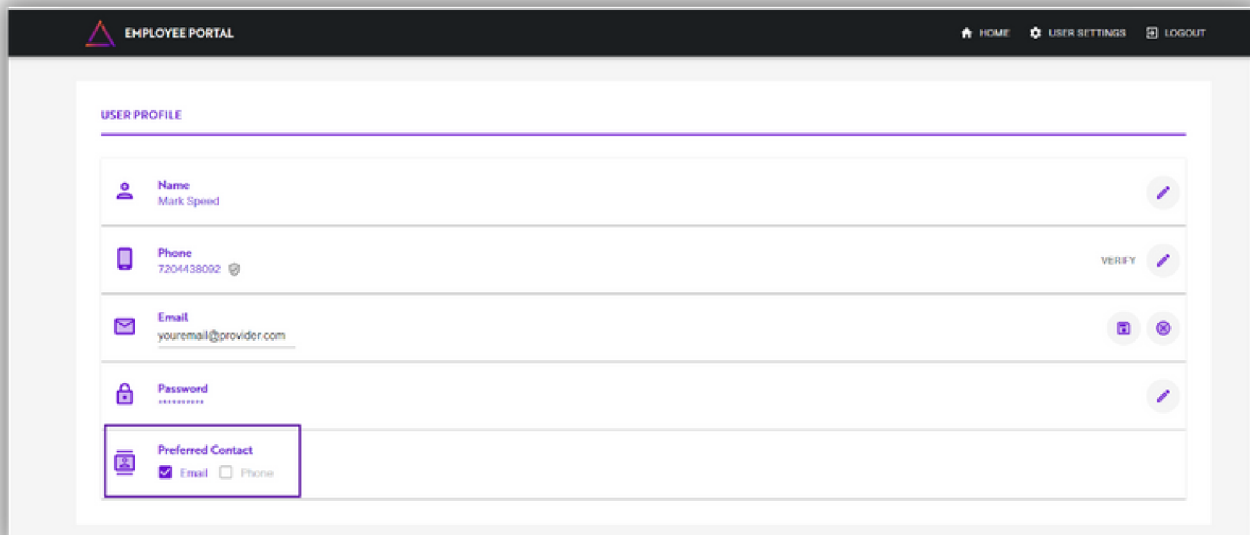 EMPLOYEE PORTAL
HOME
USER SETTINGS
LOGOUT
USER PROFILE
Name
Mark Speed
Phone
7204438092
VERIFY
Email
youremail@provider.com
Password
**********
Preferred Contact
Email
Phone